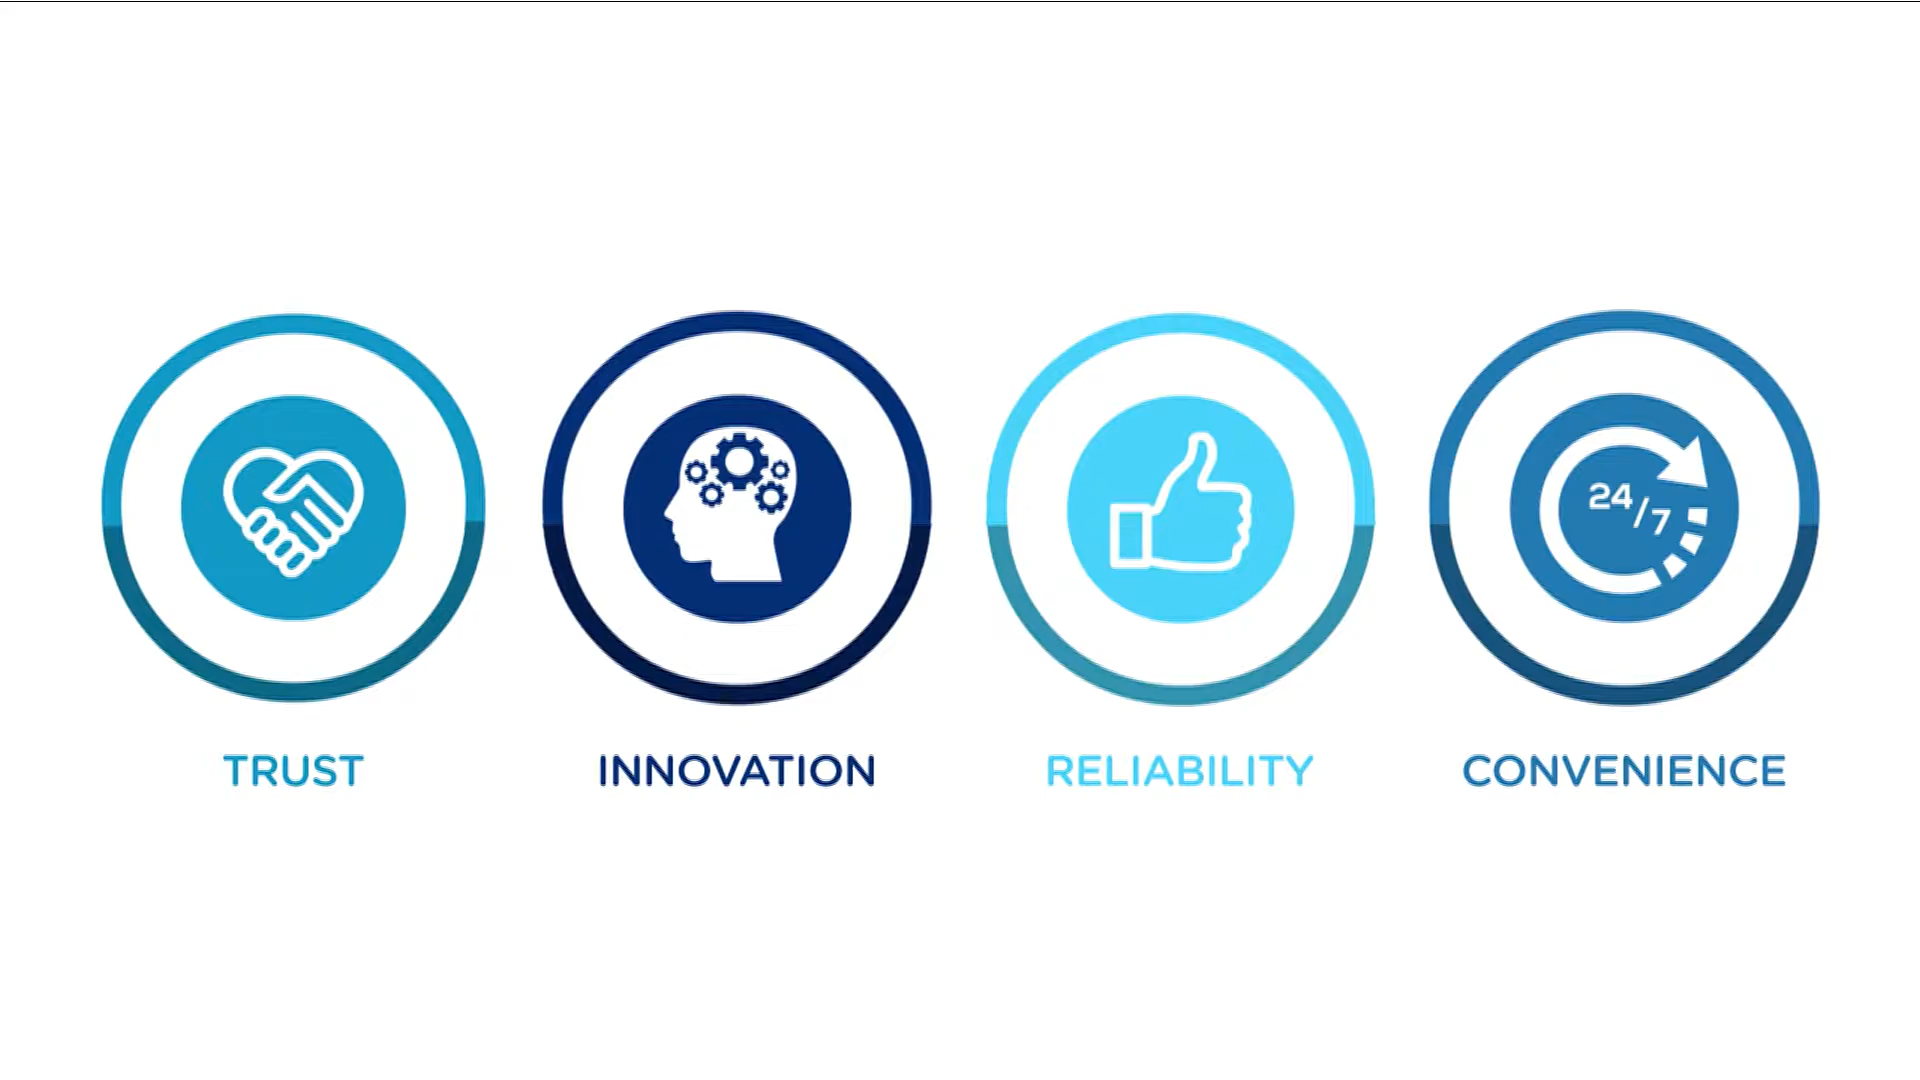 24/7
TRUST
INNOVATION
RELIABILITY
CONVENIENCE